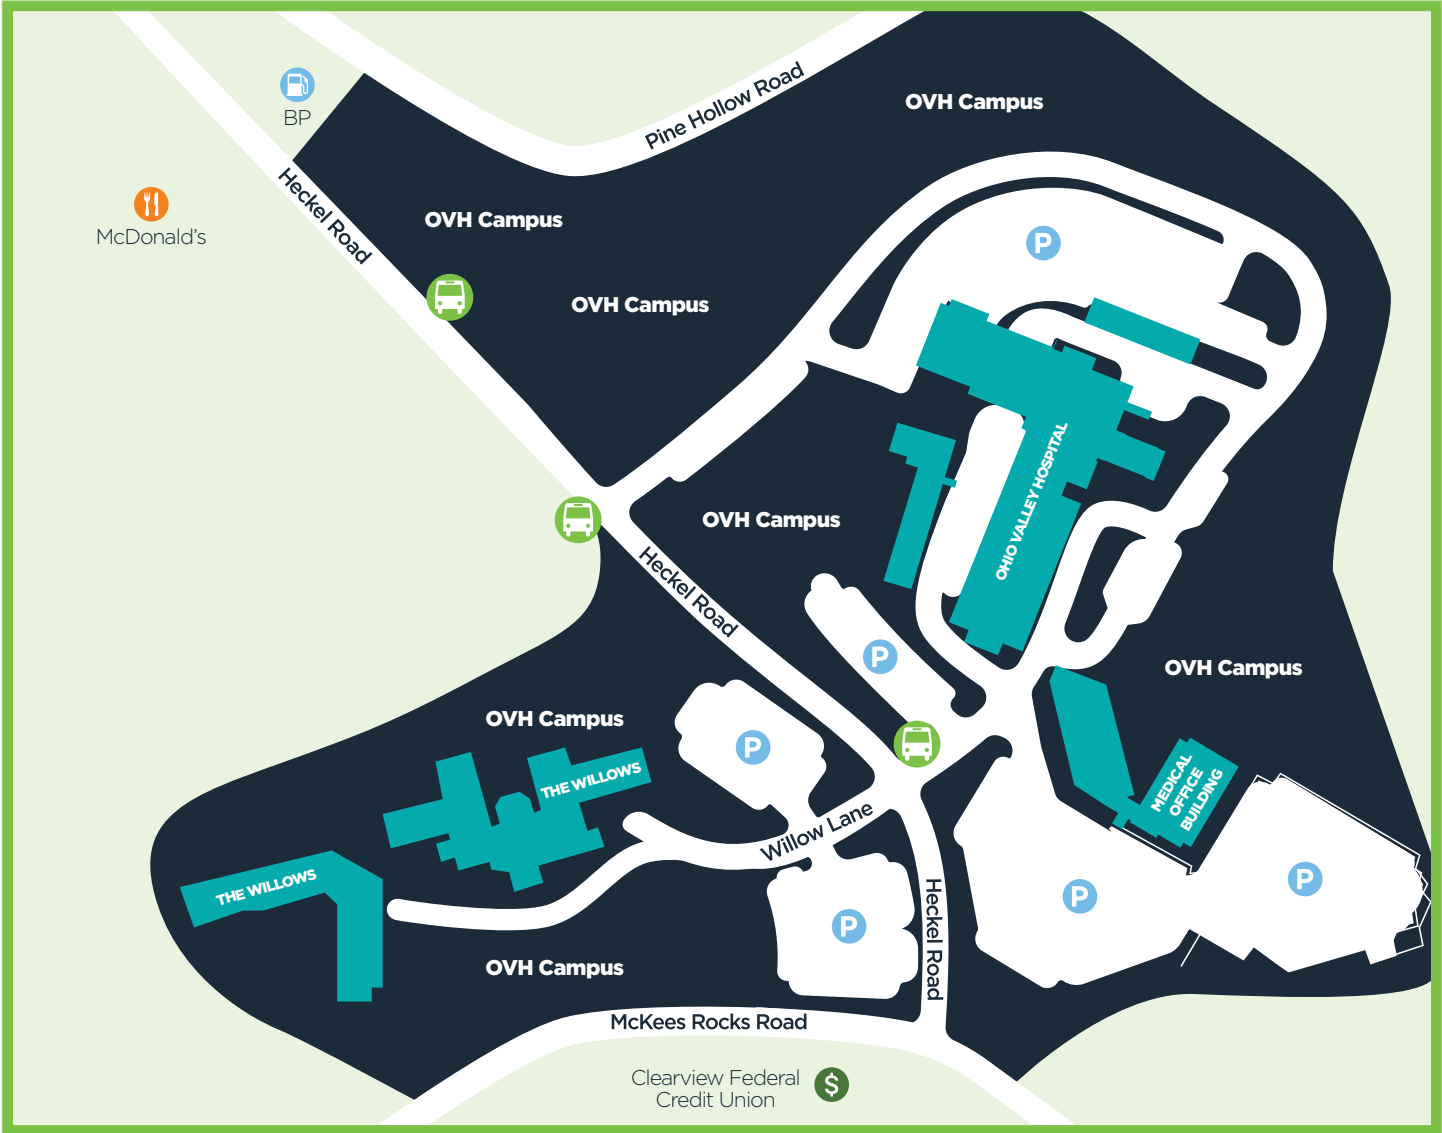 Pine Hollow Road
OVH Campus
BP
Heckel Road
McDonald's
OVH Campus
P
OVH Campus
OHIO VALLEY HOSPITAL
OVH Campus
Heckel Road
P
OVH Campus
OVH Campus
P
THE WILLOWS
MEDICAL
OFFICE
BUILDING
Willow Lane
THE WILLOWS
P
P
P
Heckel Road
OVH Campus
McKees Rocks Road
Clearview Federal
Credit Union
$